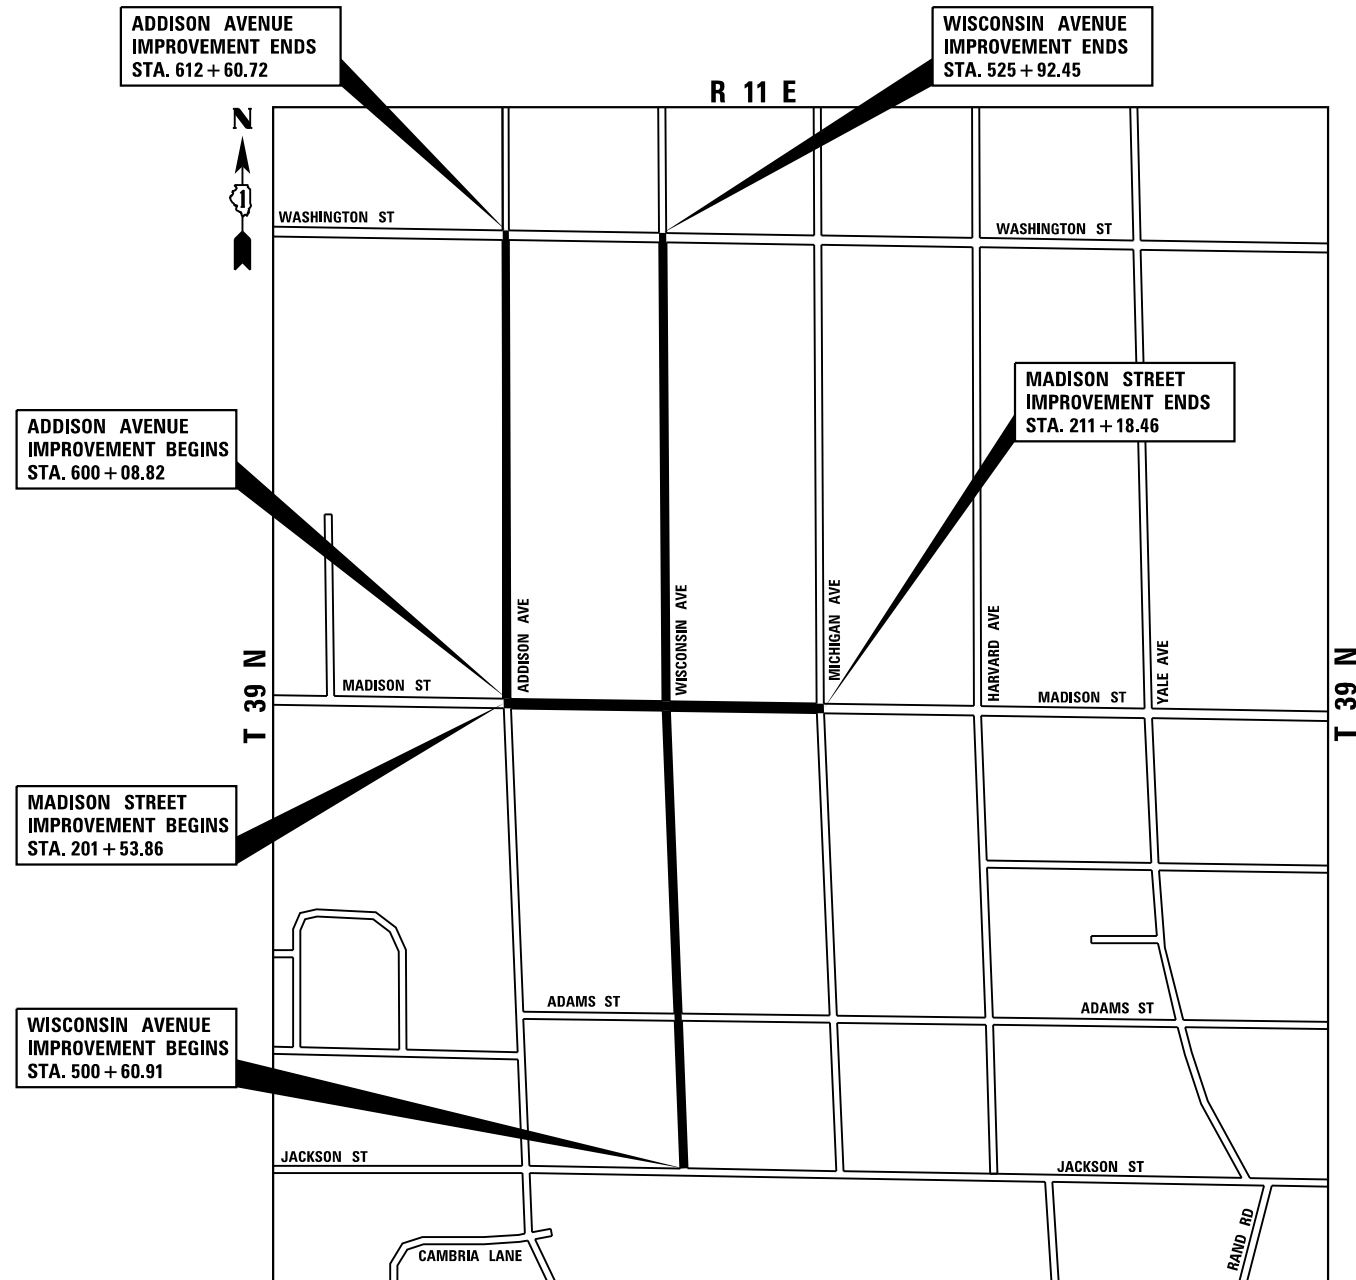 ADDISON AVENUE
IMPROVEMENT ENDS
STA. 612 + 60.72
WISCONSIN AVENUE
IMPROVEMENT ENDS
STA. 525 + 92.45
R 11 E
N
1
WASHINGTON ST
WASHINGTON ST
MADISON STREET
IMPROVEMENT ENDS
STA. 211 + 18.46
ADDISON AVENUE
IMPROVEMENT BEGINS
STA. 600 + 08.82
ADDISON AVE
WISCONSIN AVE
MICHIGAN AVE
HARVARD AVE
YALE AVE
T 39 N
T 39 N
MADISON ST
MADISON ST
MADISON STREET
IMPROVEMENT BEGINS
STA. 201 + 53.86
ADAMS ST
ADAMS ST
WISCONSIN AVENUE
IMPROVEMENT BEGINS
STA. 500 + 60.91
JACKSON ST
JACKSON ST
CAMBRIA LANE
RAND RD